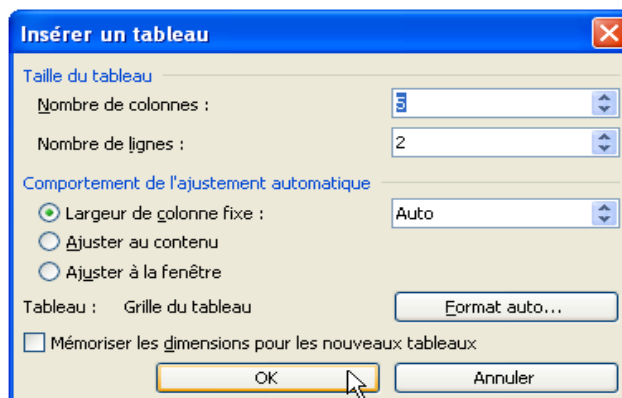 Insérer un tableau
Taille du tableau
Nombre de colonnes : 5
Nombre de lignes : 2
Comportement de l'ajustement automatique
Largeur de colonne fixe : Auto
Ajuster au contenu
Ajuster à la fenêtre
Tableau : Grille du tableau Format auto...
Mémoriser les dimensions pour les nouveaux tableaux
OK Annuler